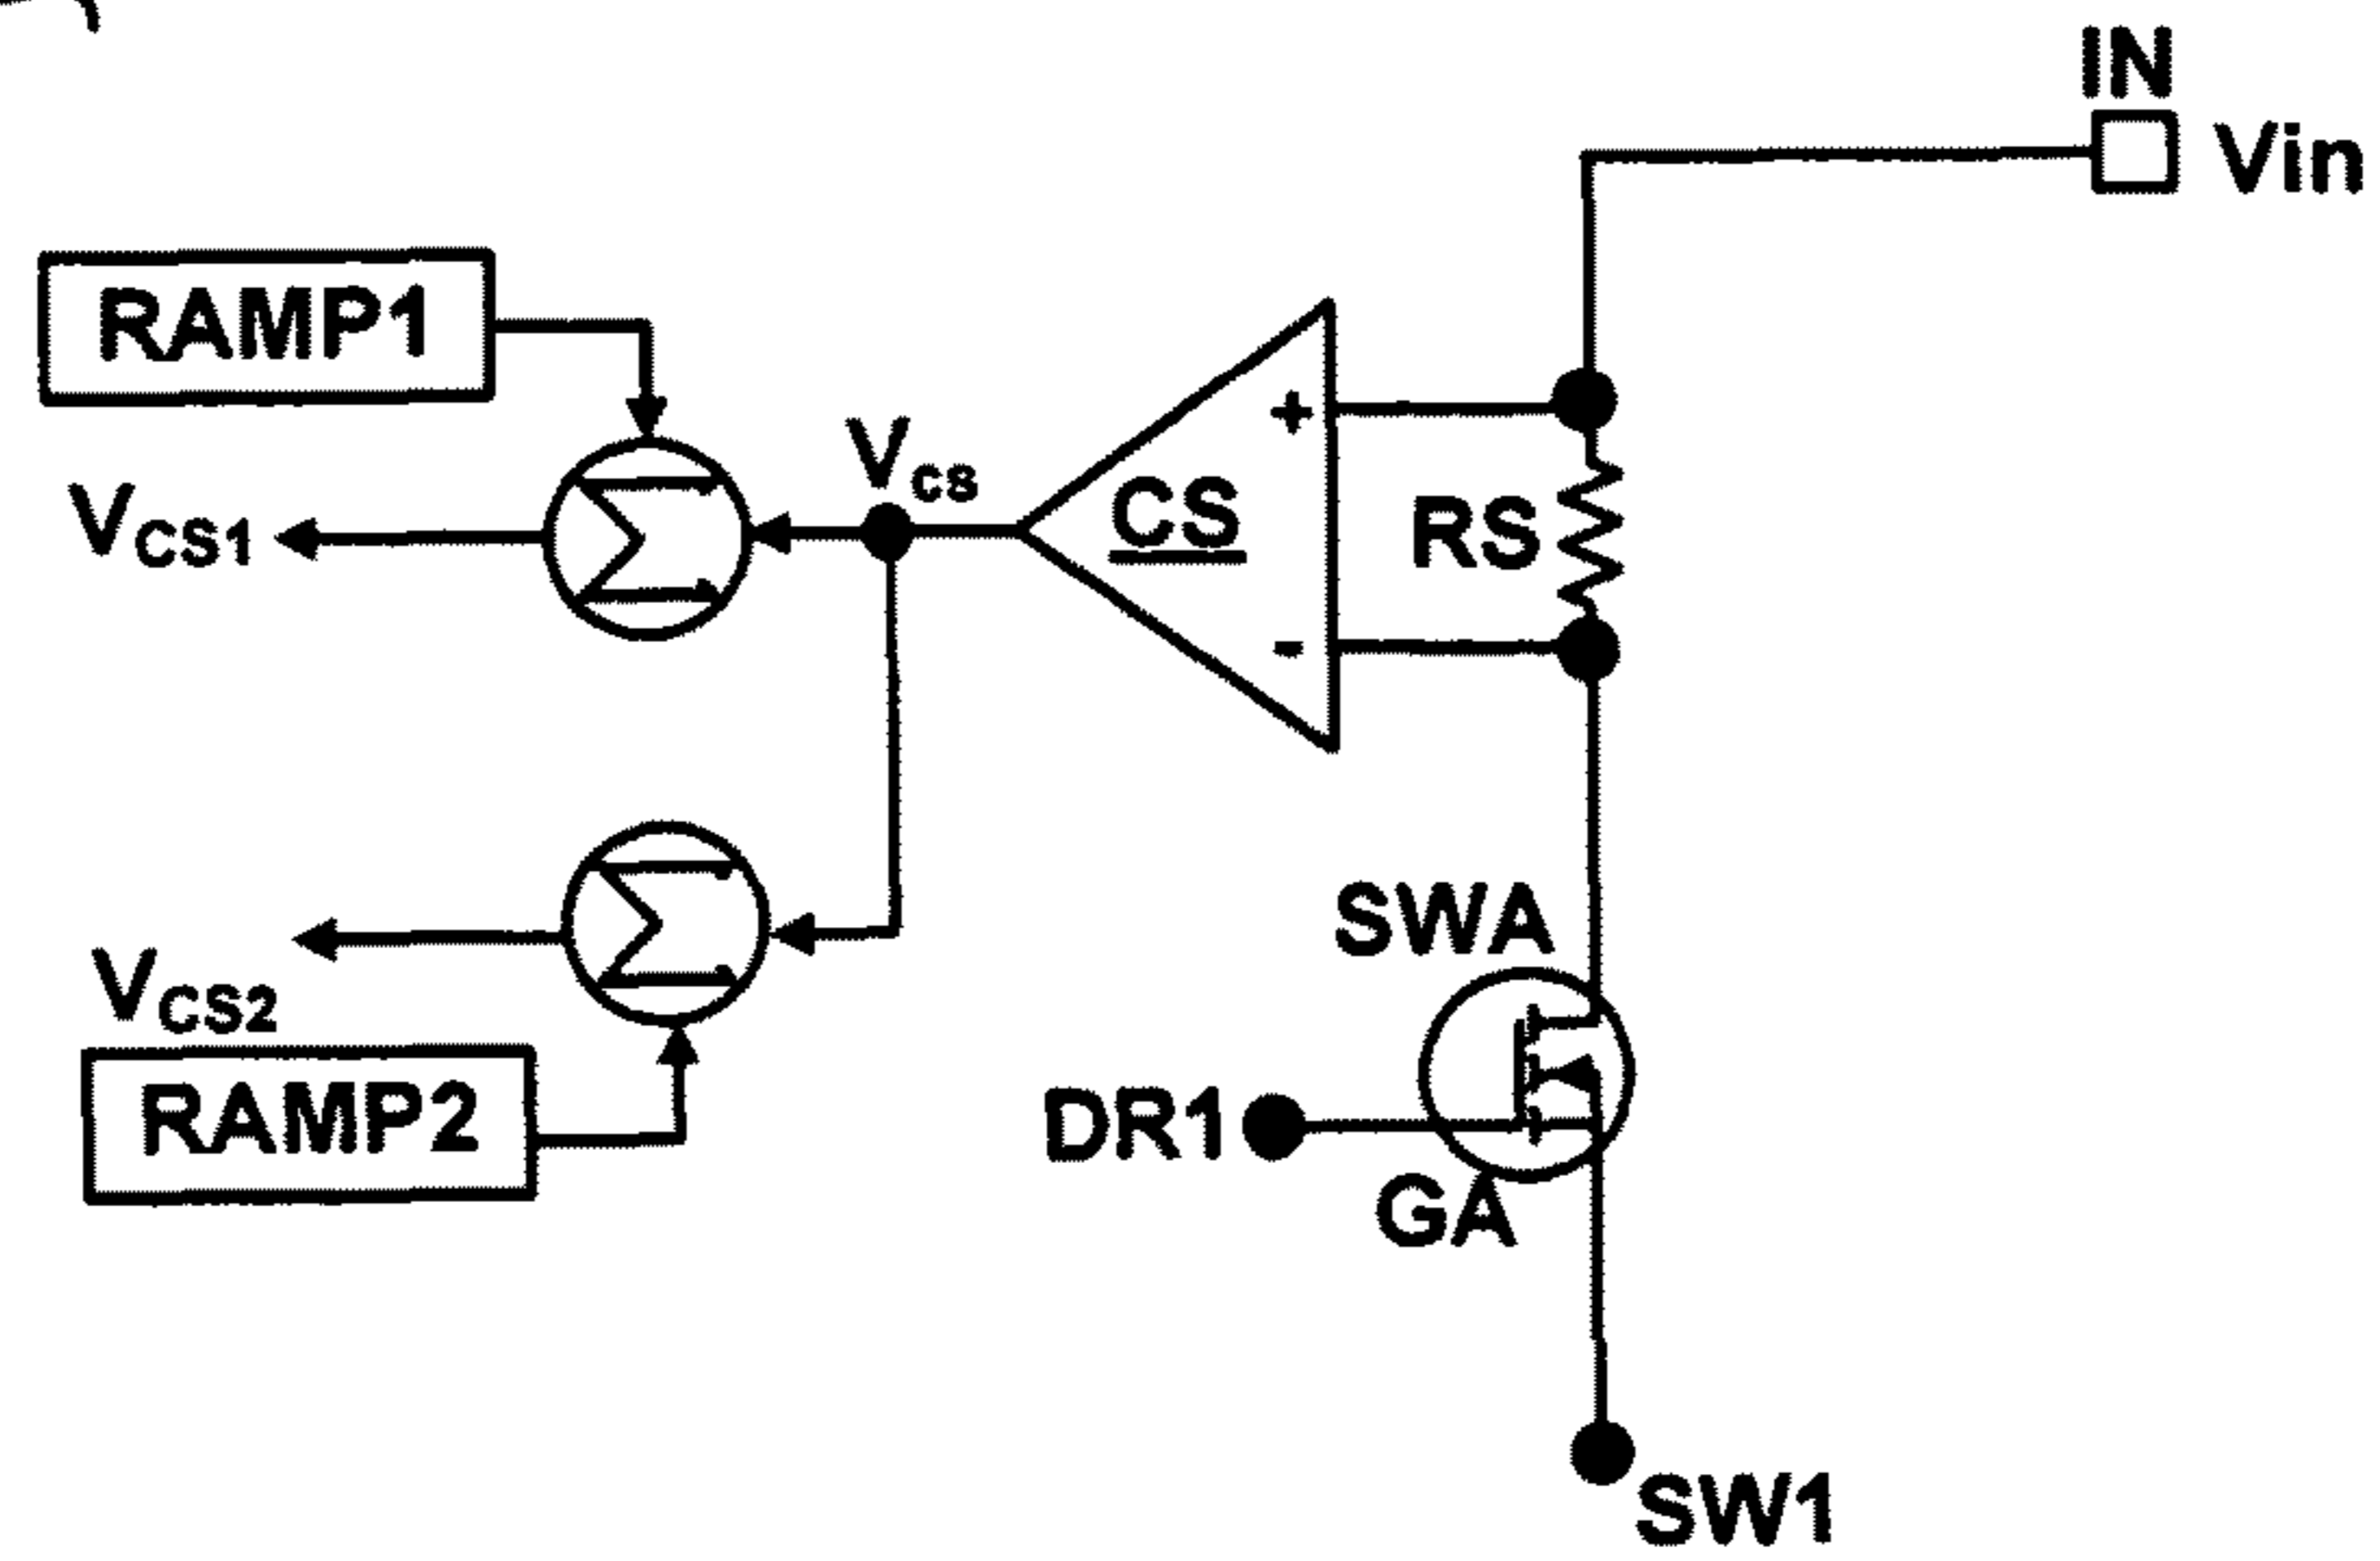 IN
Vin
RAMP1
+
VCS
VCS1
CS
RS
-
SWA
VCS2
RAMP2
DR1
GA
SW1